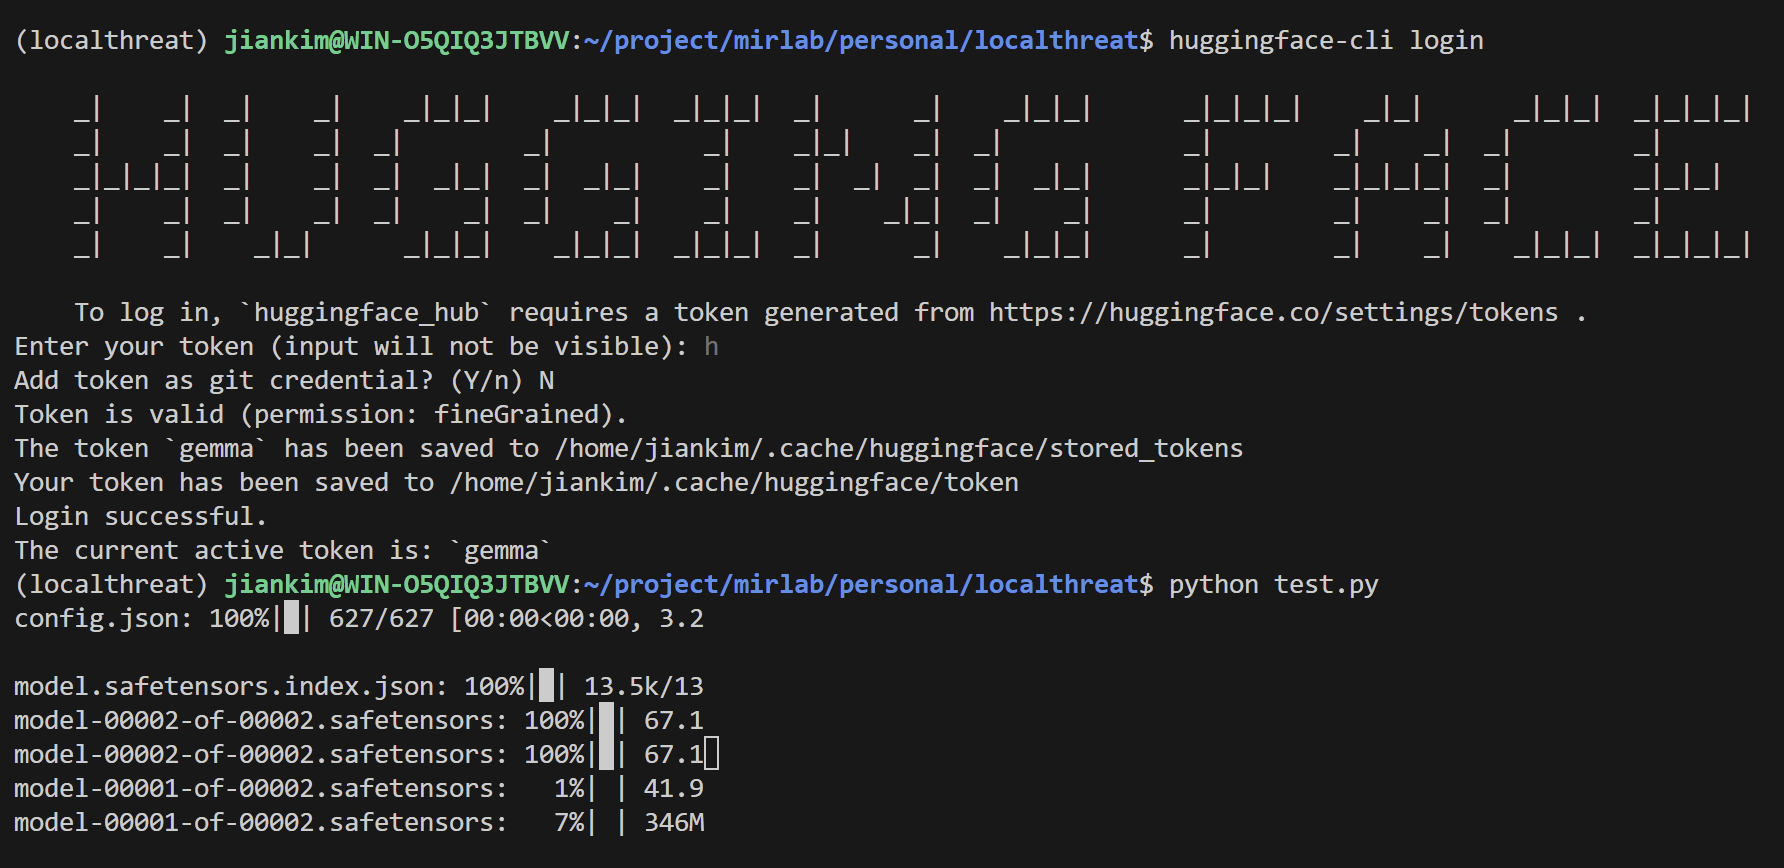 (localthreat) jiankim@WIN-O5QIQ3JTBVV:~/project/mirlab/personal/localthreat$ huggingface-cli login
HUGGING FACE
To log in, `huggingface_hub` requires a token generated from https://huggingface.co/settings/tokens .
Enter your token (input will not be visible): h
Add token as git credential? (Y/n) N
Token is valid (permission: fineGrained).
The token `gemma` has been saved to /home/jiankim/.cache/huggingface/stored_tokens
Your token has been saved to /home/jiankim/.cache/huggingface/token
Login successful.
The current active token is: `gemma`
(localthreat) jiankim@WIN-O5QIQ3JTBVV:~/project/mirlab/personal/localthreat$ python test.py
config.json: 100%|█| 627/627 [00:00<00:00, 3.2
model.safetensors.index.json: 100%|█| 13.5k/13
model-00002-of-00002.safetensors: 100%|█| 67.1
model-00002-of-00002.safetensors: 100%|█| 67.1
model-00001-of-00002.safetensors:   1%| | 41.9
model-00001-of-00002.safetensors:   7%| | 346M